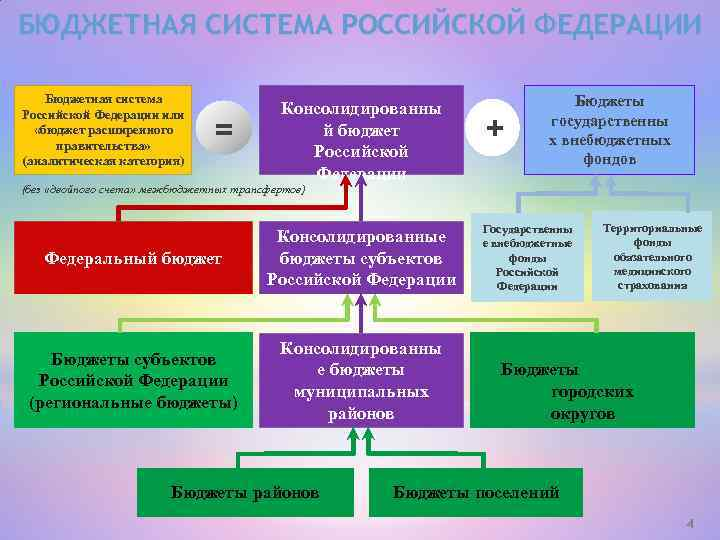 БЮДЖЕТНАЯ СИСТЕМА РОССИЙСКОЙ ФЕДЕРАЦИИ
Бюджетная система
Российской Федерации или
«бюджет расширенного
правительства»
(аналитическая категория)
=
Консолидированны
й бюджет
Российской
Федерации
+
Бюджеты
государственны
х внебюджетных
фондов
(без «двойного счета» межбюджетных трансфертов)
Федеральный бюджет
Консолидированные
бюджеты субъектов
Российской Федерации
Государственны
е внебюджетные
фонды
Российской
Федерации
Территориальные
фонды
обязательного
медицинского
страхования
Бюджеты субъектов
Российской Федерации
(региональные бюджеты)
Консолидированны
е бюджеты
муниципальных
районов
Бюджеты
городских
округов
Бюджеты районов
Бюджеты поселений
4